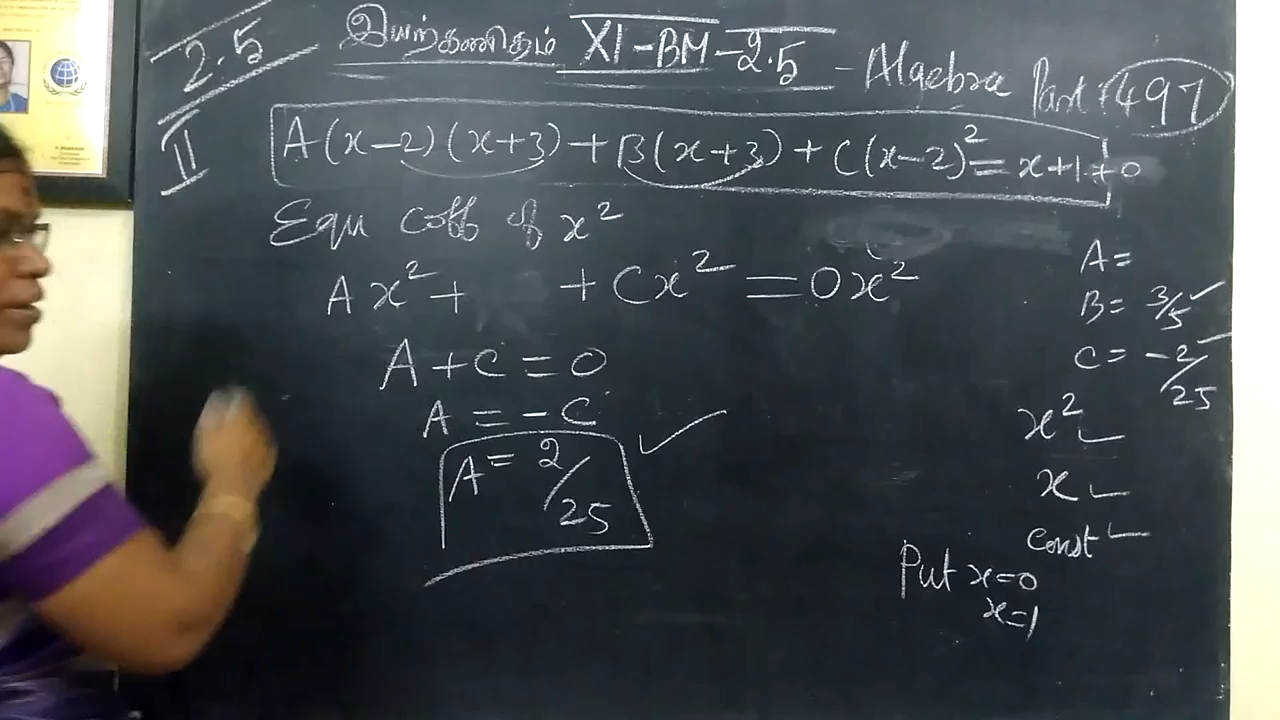 2.5
இயற்கணிதம் XI-BM-2.5 - Algebra Part: 497
II
A(x-2)(x+3)+B(x+3)+C(x-2)²=x+1+0
Equ coff of x²
Ax²+ +Cx²=0x²
A+C=0
A=-C
A=2/25
A=
B=3/5 ✓
C=-2/25
x²
x
const
Put x=0
x=1